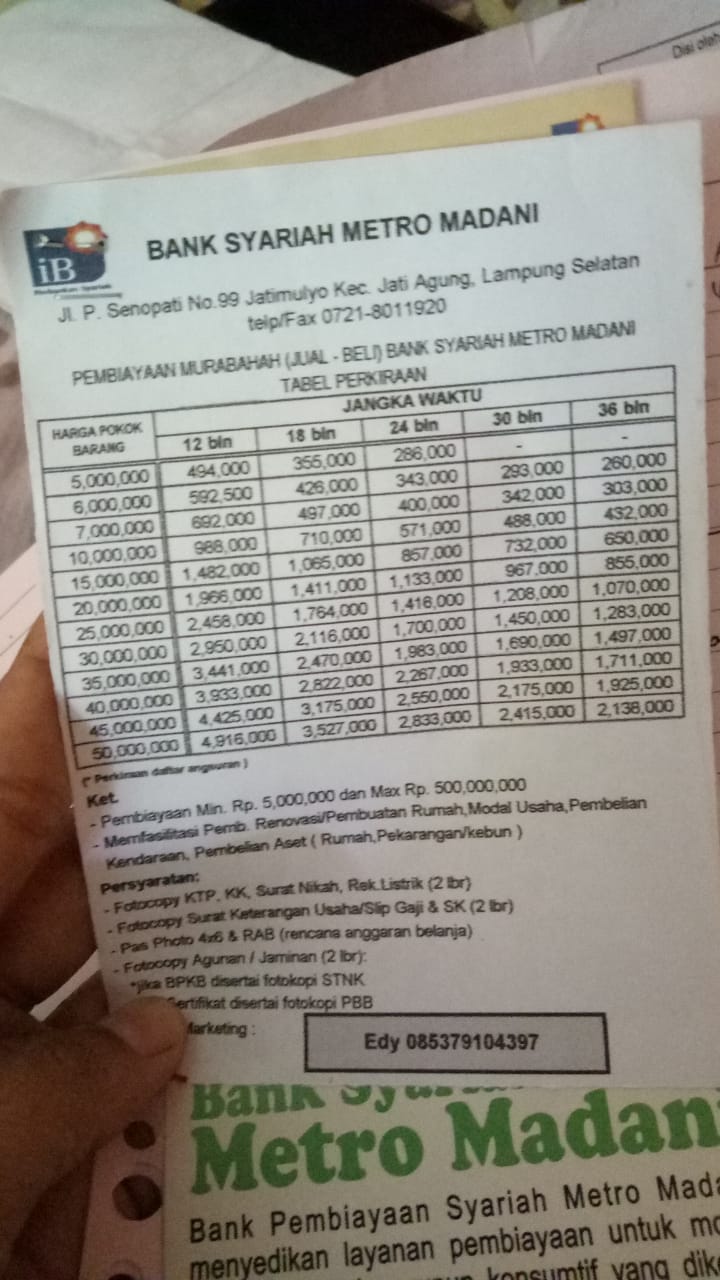 Disi oleh
iB
BANK SYARIAH METRO MADANI
Jl. P. Senopati No.99 Jatimulyo Kec. Jati Agung, Lampung Selatan
telp/Fax 0721-8011920
PEMBIAYAAN MURABAHAH (JUAL - BELI) BANK SYARIAH METRO MADANI
TABEL PERKIRAAN
HARGA POKOK BARANG JANGKA WAKTU
12 bln 18 bln 24 bln 30 bln 36 bln
5,000,000 494,000 355,000 286,000 - -
6,000,000 592,500 426,000 343,000 293,000 260,000
7,000,000 692,000 497,000 400,000 342,000 303,000
10,000,000 988,000 710,000 571,000 488,000 432,000
15,000,000 1,482,000 1,065,000 857,000 732,000 650,000
20,000,000 1,966,000 1,411,000 1,133,000 967,000 855,000
25,000,000 2,458,000 1,764,000 1,416,000 1,208,000 1,070,000
30,000,000 2,950,000 2,116,000 1,700,000 1,450,000 1,283,000
35,000,000 3,441,000 2,470,000 1,983,000 1,690,000 1,497,000
40,000,000 3,933,000 2,822,000 2,267,000 1,933,000 1,711,000
45,000,000 4,425,000 3,175,000 2,550,000 2,175,000 1,925,000
50,000,000 4,916,000 3,527,000 2,833,000 2,415,000 2,138,000
(* Perkiraan daftar angsuran )
Ket.
- Pembiayaan Min. Rp. 5,000,000 dan Max Rp. 500,000,000
- Memfasilitasi Pemb. Renovasi/Pembuatan Rumah,Modal Usaha,Pembelian
Kendaraan, Pembelian Aset ( Rumah,Pekarangan/kebun )
Persyaratan:
- Fotocopy KTP, KK, Surat Nikah, Rek.Listrik (2 lbr)
- Fotocopy Surat Keterangan Usaha/Slip Gaji & SK (2 lbr)
- Pas Photo 4x6 & RAB (rencana anggaran belanja)
- Fotocopy Agunan / Jaminan (2 lbr):
*jika BPKB disertai fotokopi STNK
Sertifikat disertai fotokopi PBB
Marketing :
Edy 085379104397
Bank
Metro Madani
Bank Pembiayaan Syariah Metro Mada
menyedikan layanan pembiayaan untuk
konsumtif yang